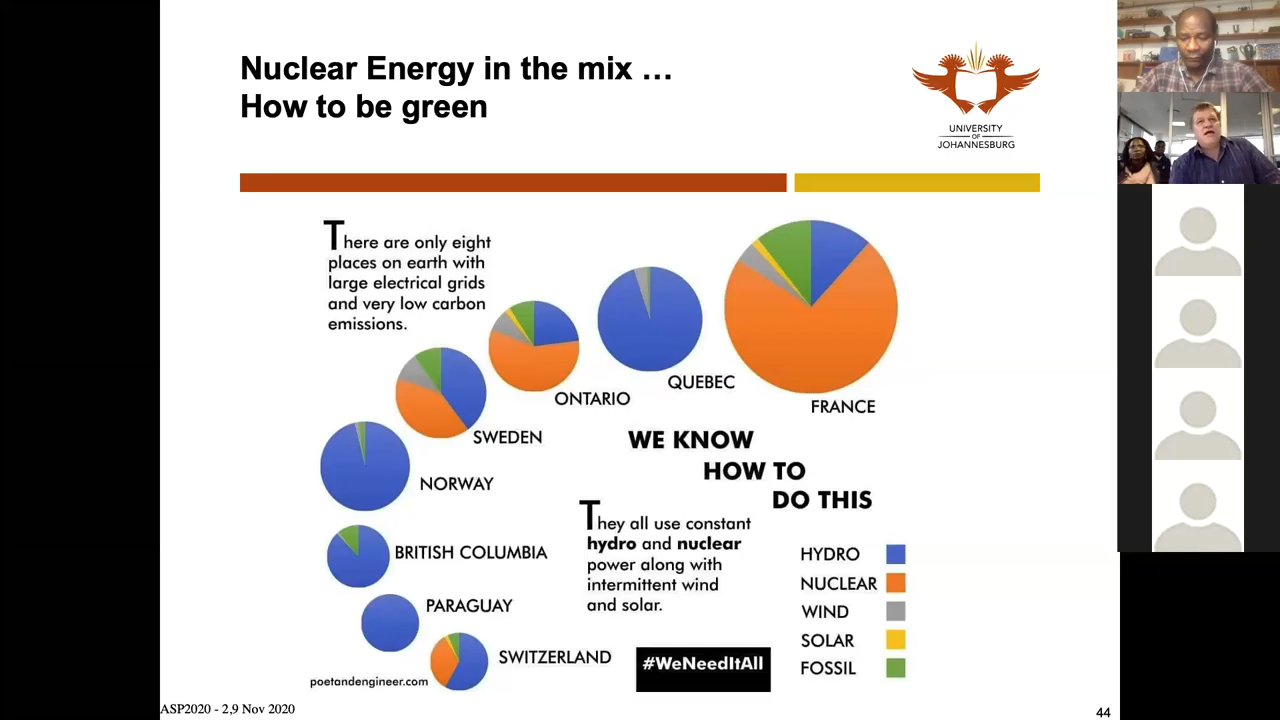 Nuclear Energy in the mix …
How to be green
UNIVERSITY
OF
JOHANNESBURG
There are only eight
places on earth with
large electrical grids
and very low carbon
emissions.
FRANCE
QUEBEC
ONTARIO
SWEDEN
NORWAY
BRITISH COLUMBIA
PARAGUAY
SWITZERLAND
WE KNOW
HOW TO
DO THIS
They all use constant
hydro and nuclear
power along with
intermittent wind
and solar.
HYDRO
NUCLEAR
WIND
SOLAR
FOSSIL
#WeNeedItAll
poetandengineer.com
ASP2020 - 2,9 Nov 2020
44